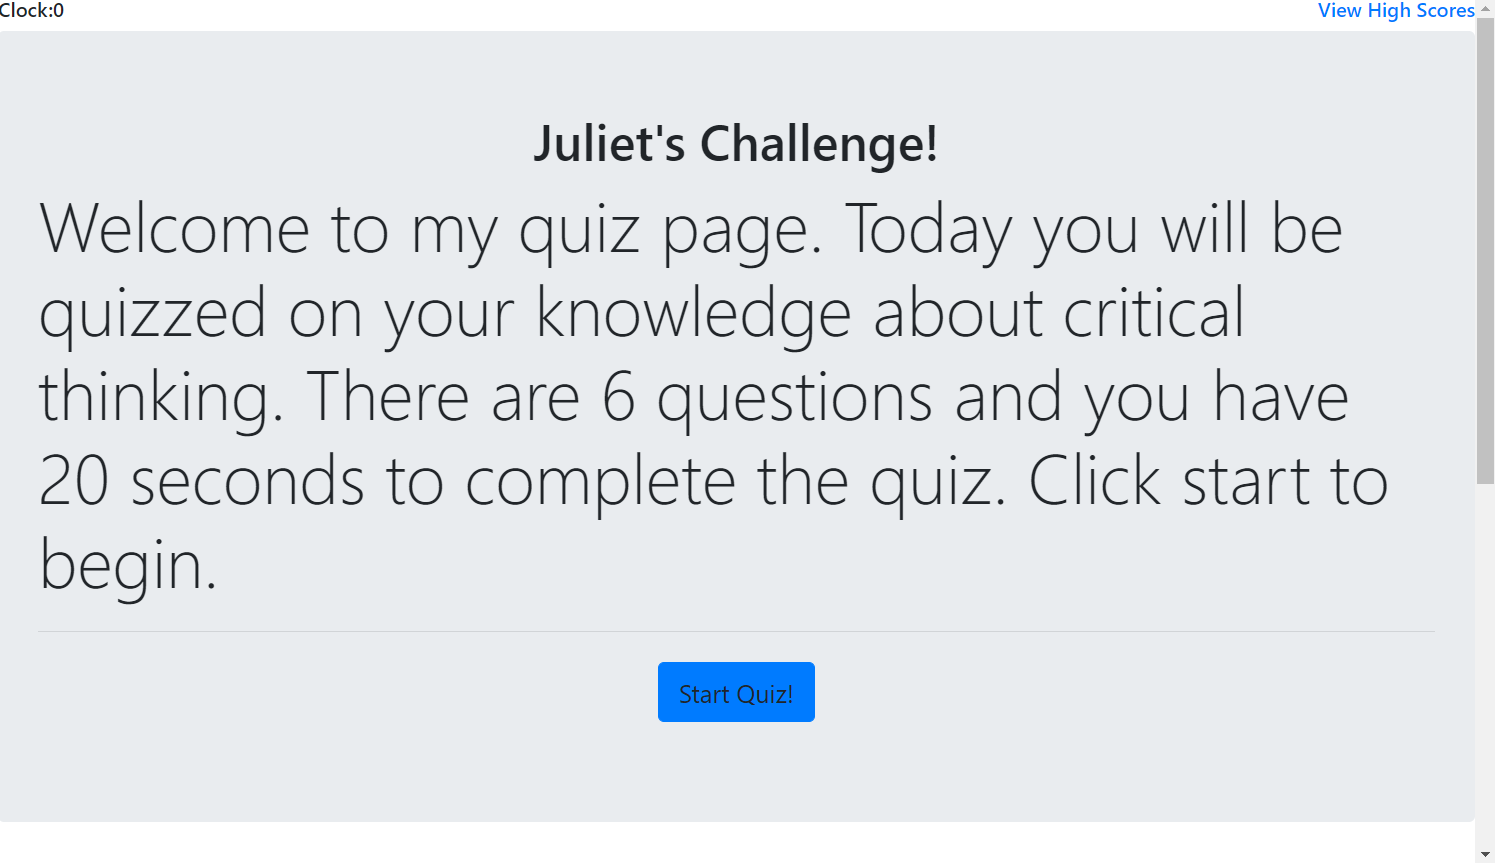 Clock:0
View High Scores
Juliet's Challenge!
Welcome to my quiz page. Today you will be
quizzed on your knowledge about critical
thinking. There are 6 questions and you have
20 seconds to complete the quiz. Click start to
begin.
Start Quiz!